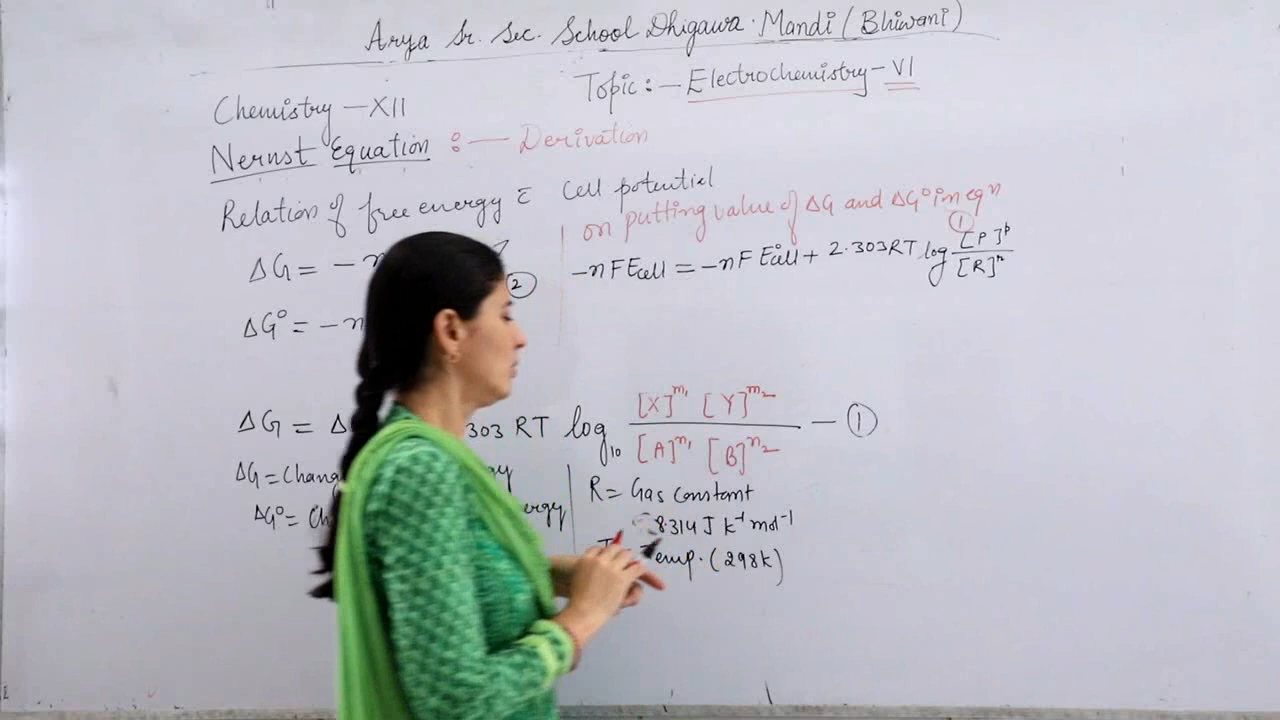 Arya Sr. Sec. School Dhigawa. Mandi (Bhiwani)
Chemistry – XII
Topic :– Electrochemistry – VI
Nernst Equation :– Derivation
Relation of free energy & Cell potential
ΔG = – n
ΔG° = – n
2
on putting value of ΔG and ΔG° in eqn 1
-nFEcell = -nFE°cell + 2.303RT log [P]ᵖ/[R]ⁿ
ΔG = Δ 303 RT log₁₀ [X]ᵐ¹ [Y]ᵐ²/[A]ⁿ¹ [B]ⁿ² – 1
ΔG = Chang
ΔG° = Ch
R = Gas constant
8314 J k⁻¹ mol⁻¹
Temp. (298k)